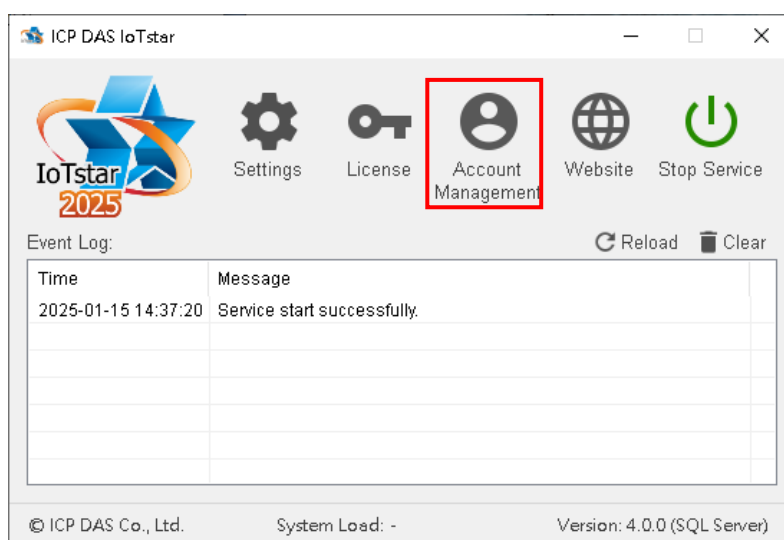 ICP DAS IoTstar
IoTstar
2025
Settings
License
Account
Management
Website
Stop Service
Event Log:
Reload
Clear
Time Message
2025-01-15 14:37:20 Service start successfully.
© ICP DAS Co., Ltd. System Load: - Version: 4.0.0 (SQL Server)